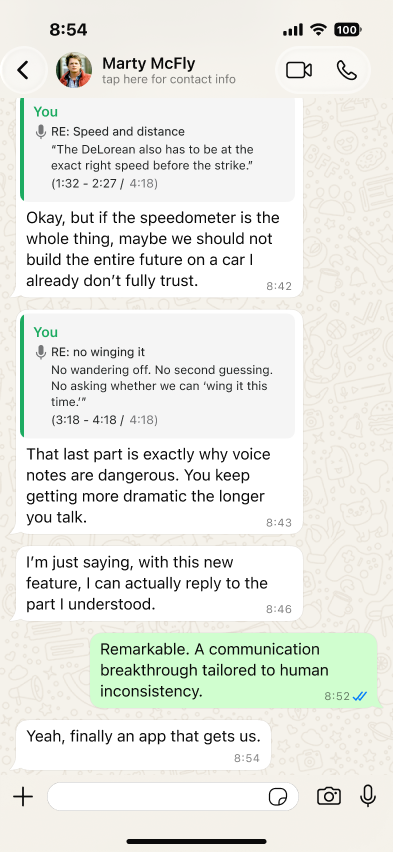 8:54
100
Marty McFly
tap here for contact info
You
RE: Speed and distance
“The DeLorean also has to be at the
exact right speed before the strike.”
(1:32 - 2:27 / 4:18)
Okay, but if the speedometer is the
whole thing, maybe we should not
build the entire future on a car I
already don’t fully trust.
8:42
You
RE: no winging it
No wandering off. No second guessing.
No asking whether we can ‘wing it this
time.’”
(3:18 - 4:18 / 4:18)
That last part is exactly why voice
notes are dangerous. You keep
getting more dramatic the longer
you talk.
8:43
I’m just saying, with this new
feature, I can actually reply to the
part I understood.
8:46
Remarkable. A communication
breakthrough tailored to human
inconsistency.
8:52
Yeah, finally an app that gets us.
8:54